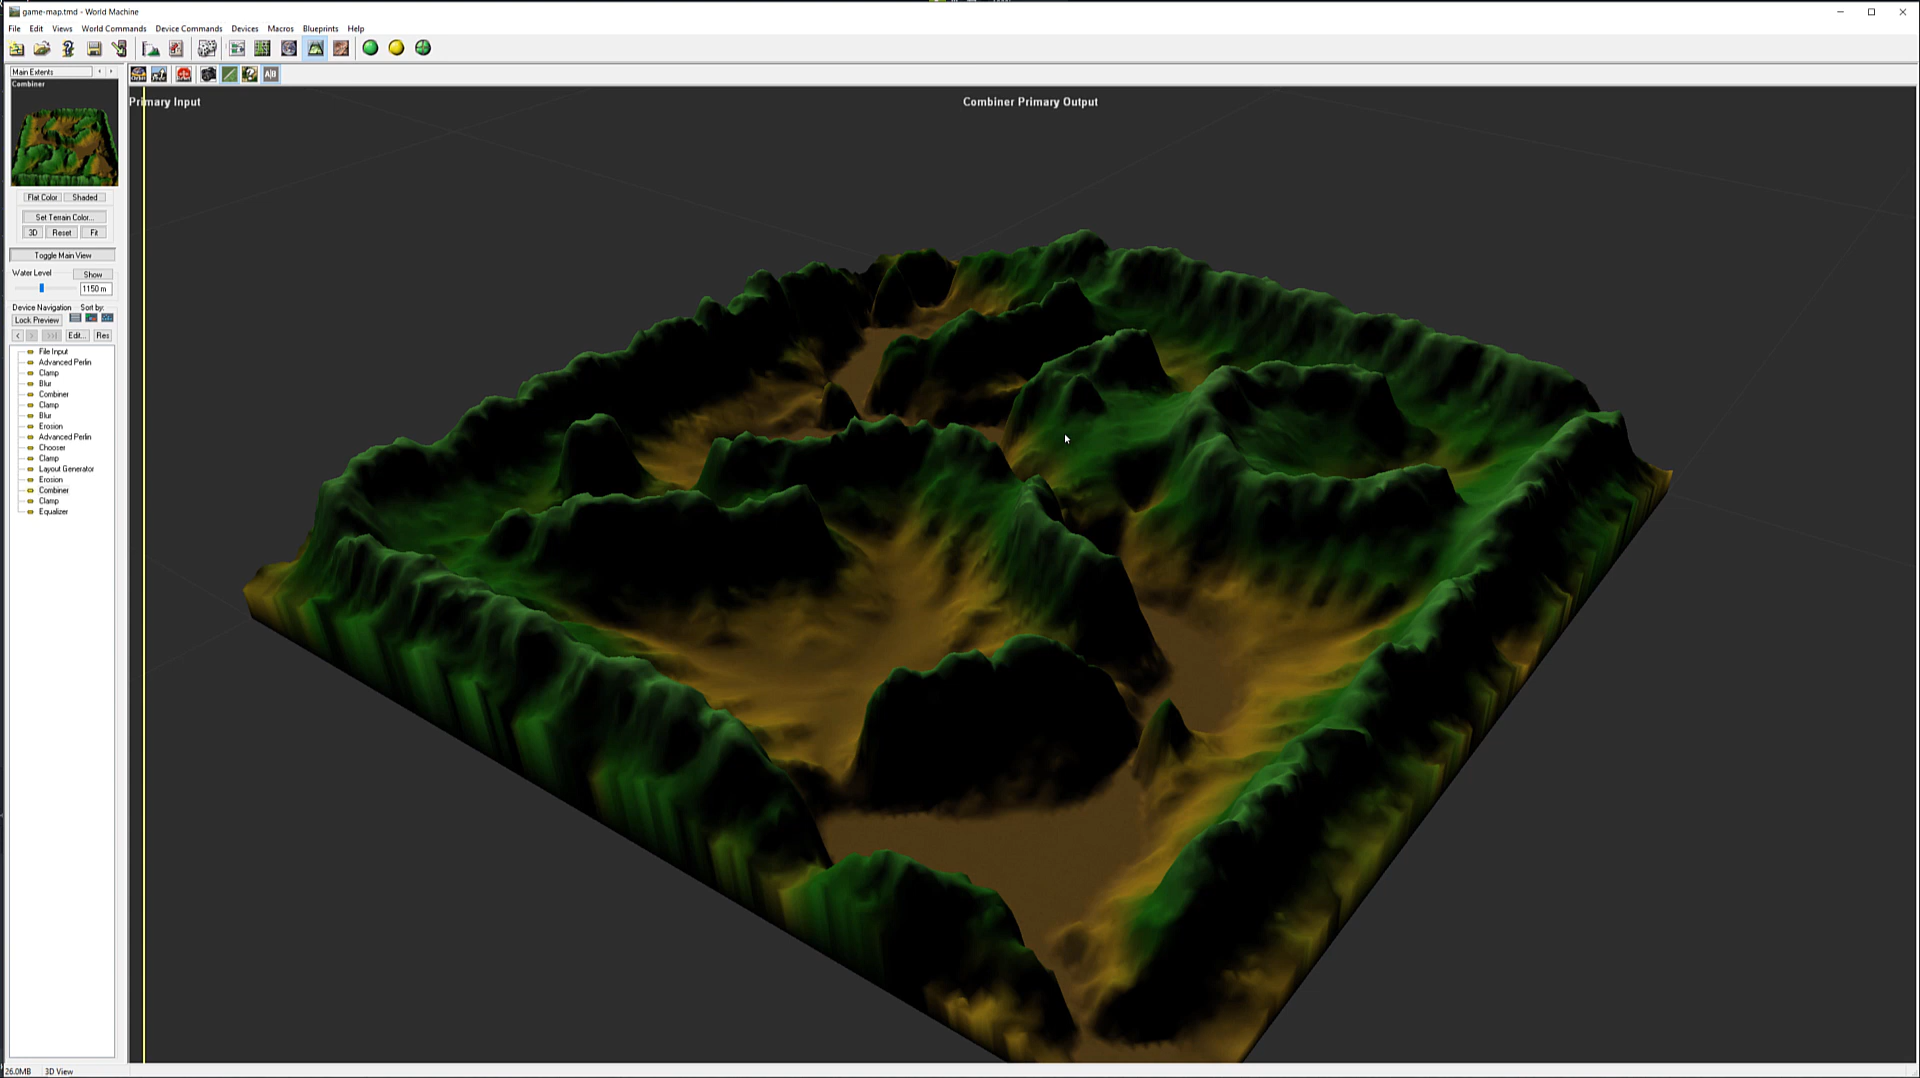 game-map.tmd - World Machine
File Edit Views World Commands Device Commands Devices Macros Blueprints Help
Main Extents
A|B
Combiner
Primary Input
Combiner Primary Output
Flat Color Shaded
Set Terrain Color...
3D Reset Fit
Toggle Main View
Water Level Show
1150 m
Device Navigation Sort by:
Lock Preview
< > >>| Edit... Res
File Input
Advanced Perlin
Clamp
Blur
Combiner
Clamp
Blur
Erosion
Advanced Perlin
Chooser
Clamp
Layout Generator
Erosion
Combiner
Clamp
Equalizer
26.0MB 3D View